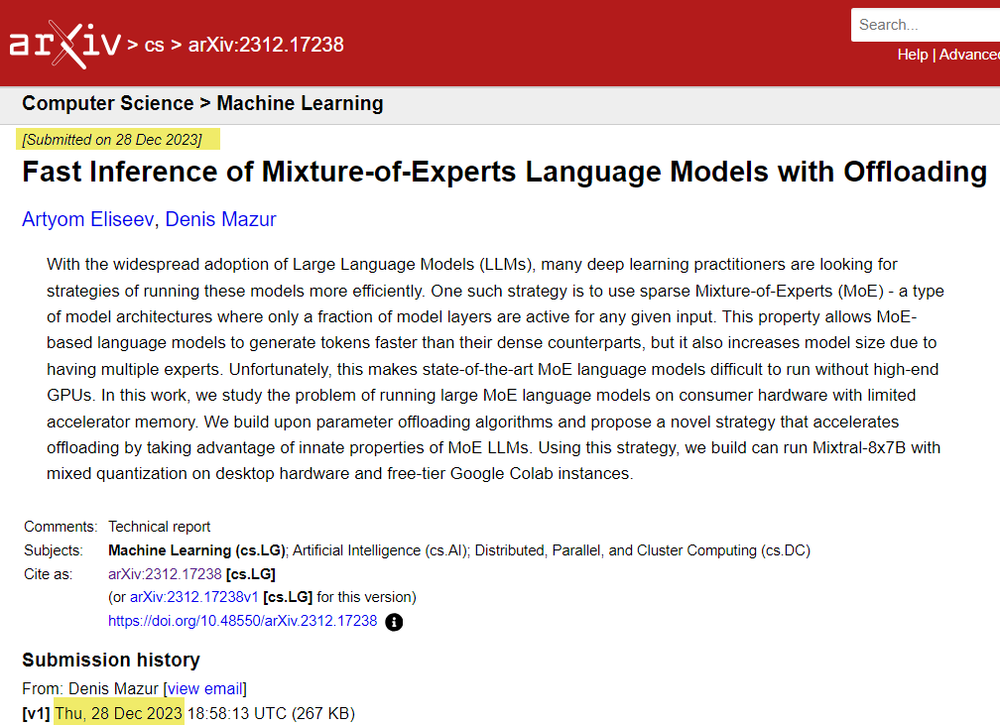 arXiv > cs > arXiv:2312.17238
Search...
Help | Advanced
Computer Science > Machine Learning
[Submitted on 28 Dec 2023]
Fast Inference of Mixture-of-Experts Language Models with Offloading
Artyom Eliseev, Denis Mazur
With the widespread adoption of Large Language Models (LLMs), many deep learning practitioners are looking for
strategies of running these models more efficiently. One such strategy is to use sparse Mixture-of-Experts (MoE) - a type
of model architectures where only a fraction of model layers are active for any given input. This property allows MoE-
based language models to generate tokens faster than their dense counterparts, but it also increases model size due to
having multiple experts. Unfortunately, this makes state-of-the-art MoE language models difficult to run without high-end
GPUs. In this work, we study the problem of running large MoE language models on consumer hardware with limited
accelerator memory. We build upon parameter offloading algorithms and propose a novel strategy that accelerates
offloading by taking advantage of innate properties of MoE LLMs. Using this strategy, we build can run Mixtral-8x7B with
mixed quantization on desktop hardware and free-tier Google Colab instances.
Comments: Technical report
Subjects: Machine Learning (cs.LG); Artificial Intelligence (cs.AI); Distributed, Parallel, and Cluster Computing (cs.DC)
Cite as: arXiv:2312.17238 [cs.LG]
(or arXiv:2312.17238v1 [cs.LG] for this version)
https://doi.org/10.48550/arXiv.2312.17238
Submission history
From: Denis Mazur [view email]
[v1] Thu, 28 Dec 2023 18:58:13 UTC (267 KB)